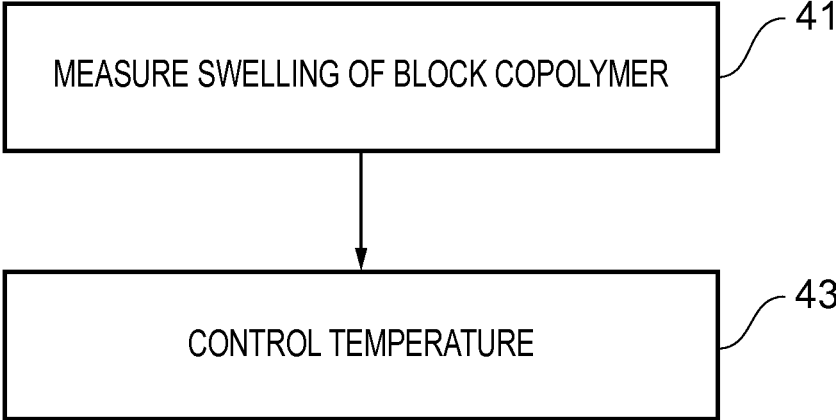 41
MEASURE SWELLING OF BLOCK COPOLYMER
43
CONTROL TEMPERATURE